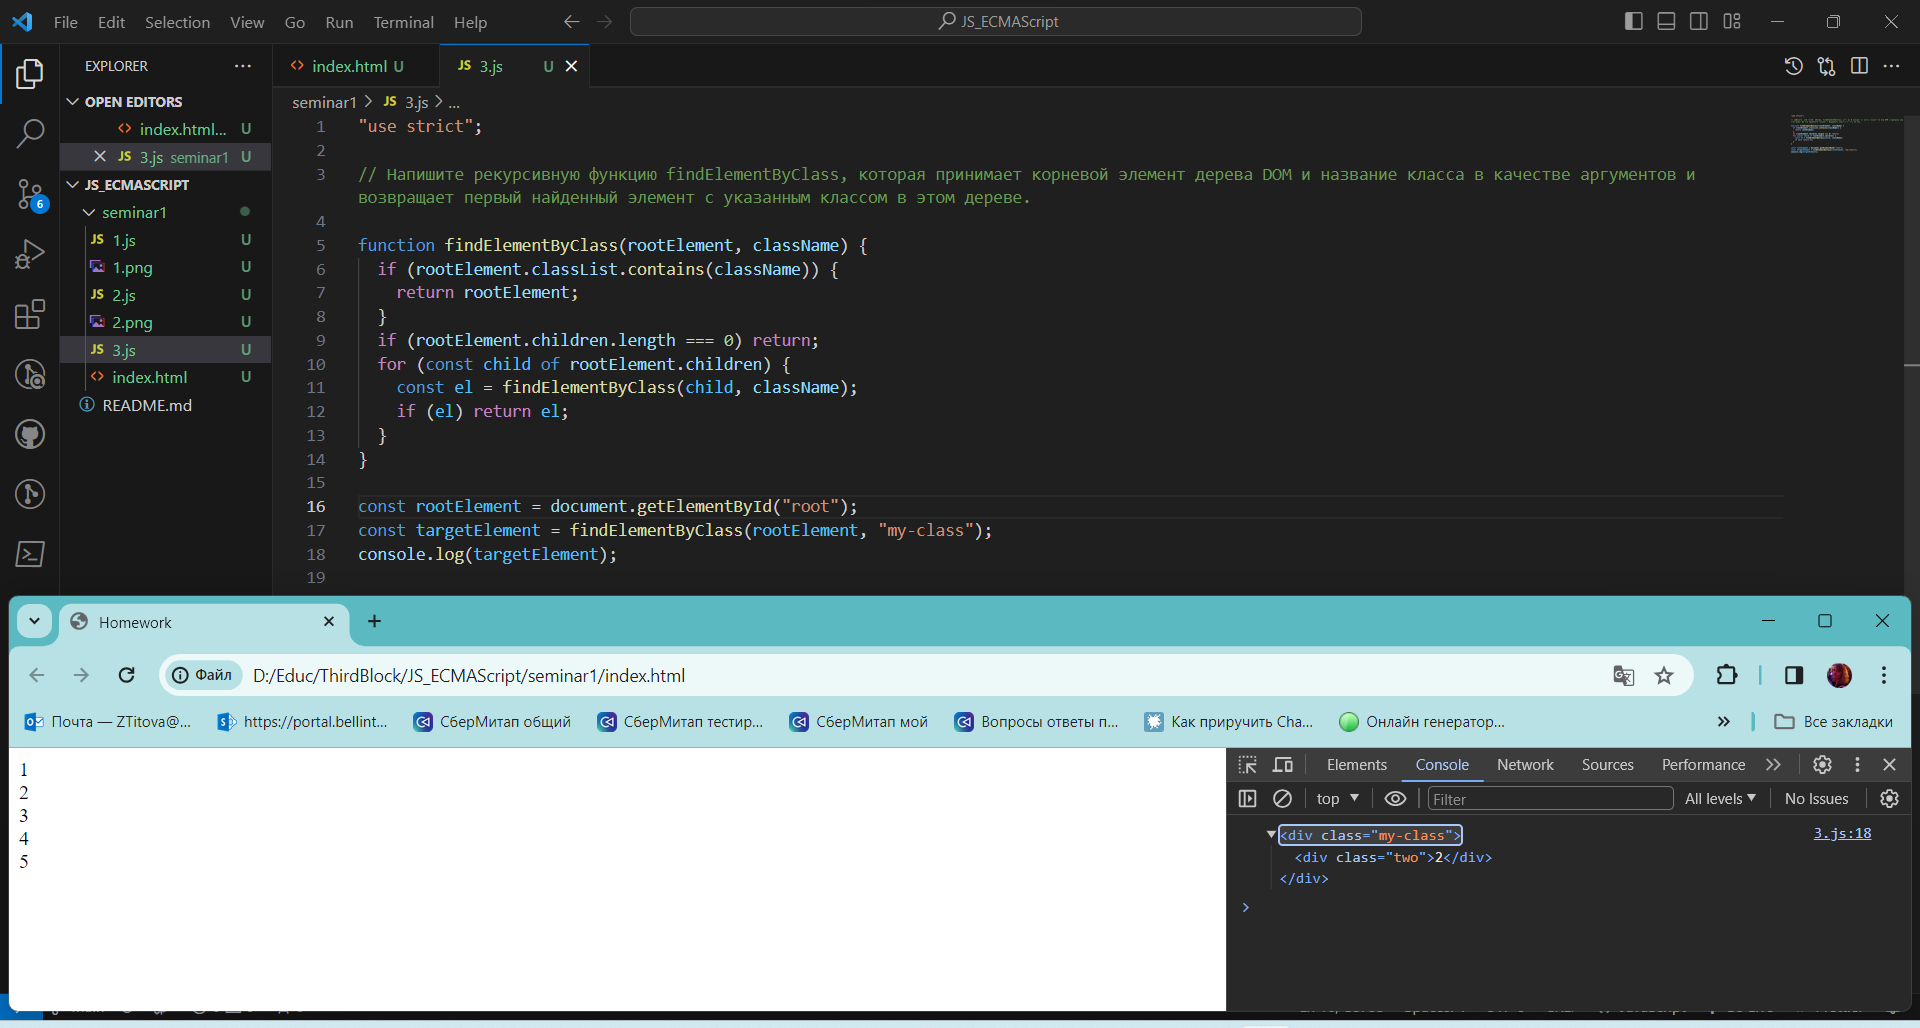 File Edit Selection View Go Run Terminal Help JS_ECMAScript
EXPLORER
OPEN EDITORS
index.html... U
JS 3.js seminar1 U
JS_ECMASCRIPT
seminar1
JS 1.js U
1.png U
JS 2.js U
2.png U
JS 3.js U
index.html U
README.md
6
index.html U JS 3.js U
seminar1 JS 3.js ...
1 "use strict";
2
3 // Напишите рекурсивную функцию findElementByClass, которая принимает корневой элемент дерева DOM и название класса в качестве аргументов и
возвращает первый найденный элемент с указанным классом в этом дереве.
4
5 function findElementByClass(rootElement, className) {
6 if (rootElement.classList.contains(className)) {
7 return rootElement;
8 }
9 if (rootElement.children.length === 0) return;
10 for (const child of rootElement.children) {
11 const el = findElementByClass(child, className);
12 if (el) return el;
13 }
14 }
15
16 const rootElement = document.getElementById("root");
17 const targetElement = findElementByClass(rootElement, "my-class");
18 console.log(targetElement);
19
Homework
Файл D:/Educ/ThirdBlock/JS_ECMAScript/seminar1/index.html
Почта — ZTitova@... https://portal.bellint... СберМитап общий СберМитап тестир... СберМитап мой Вопросы ответы п... Как приручить Cha... Онлайн генератор... Все закладки
1
2
3
4
5
Elements Console Network Sources Performance
top Filter All levels No Issues
<div class="my-class"> 3.js:18
<div class="two">2</div>
</div>